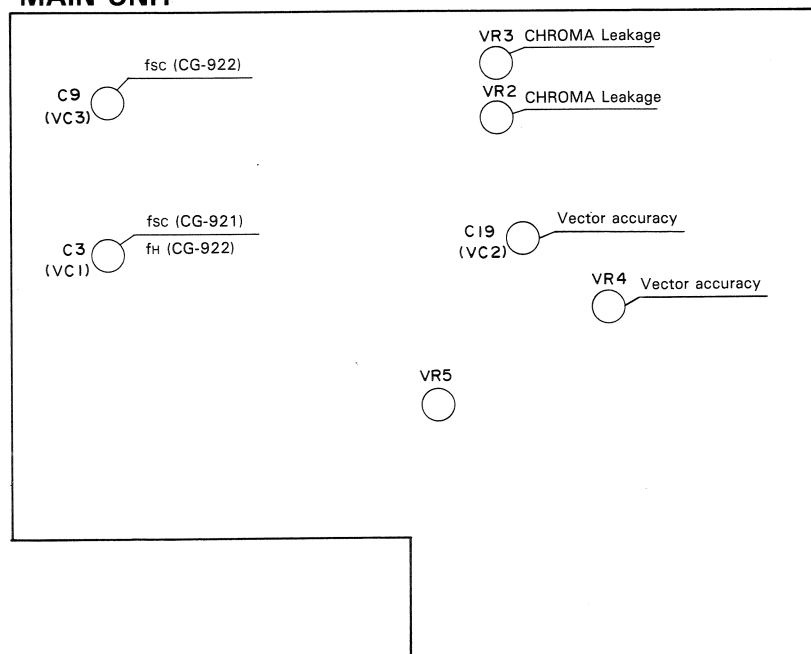 MAIN UNIT
VR3 CHROMA Leakage
fsc (CG-922)
C9
(VC3)
VR2 CHROMA Leakage
fsc (CG-921)
C3
(VC1)
fH (CG-922)
C19
(VC2)
Vector accuracy
VR4 Vector accuracy
VR5